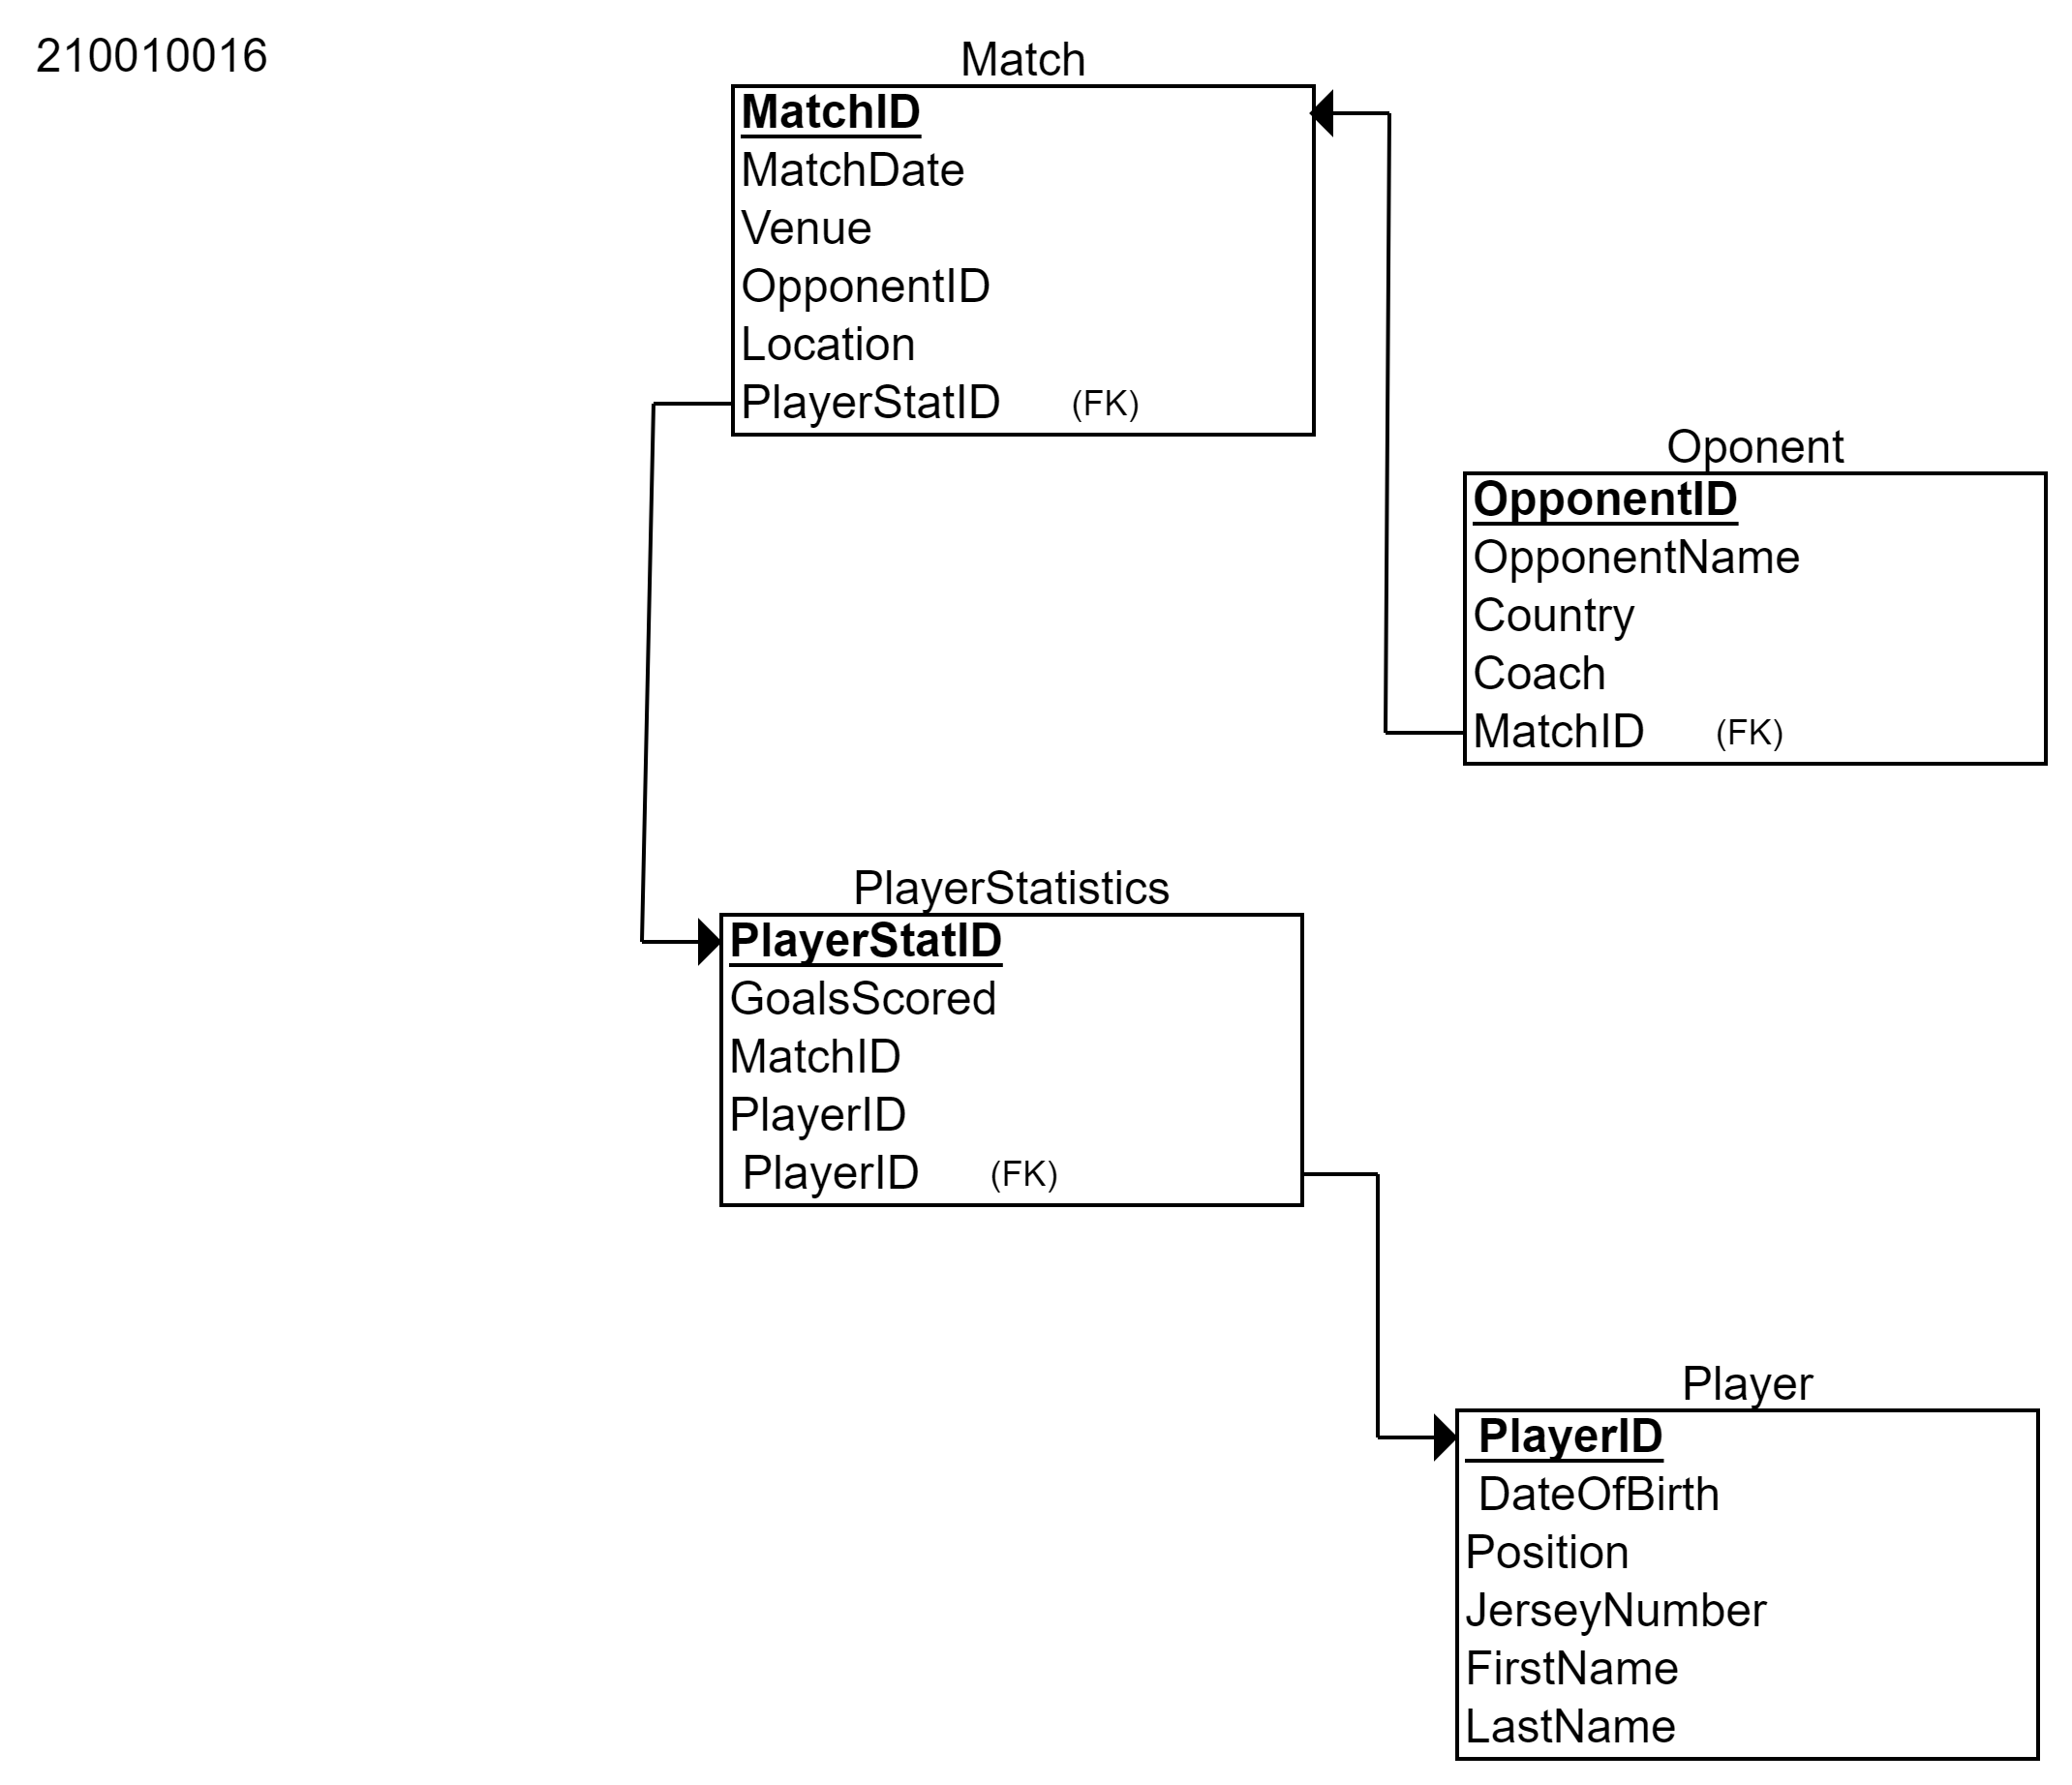 210010016
Match
MatchID
MatchDate
Venue
OpponentID
Location
PlayerStatID (FK)
Oponent
OpponentID
OpponentName
Country
Coach
MatchID (FK)
PlayerStatistics
PlayerStatID
GoalsScored
MatchID
PlayerID
PlayerID (FK)
Player
PlayerID
DateOfBirth
Position
JerseyNumber
FirstName
LastName